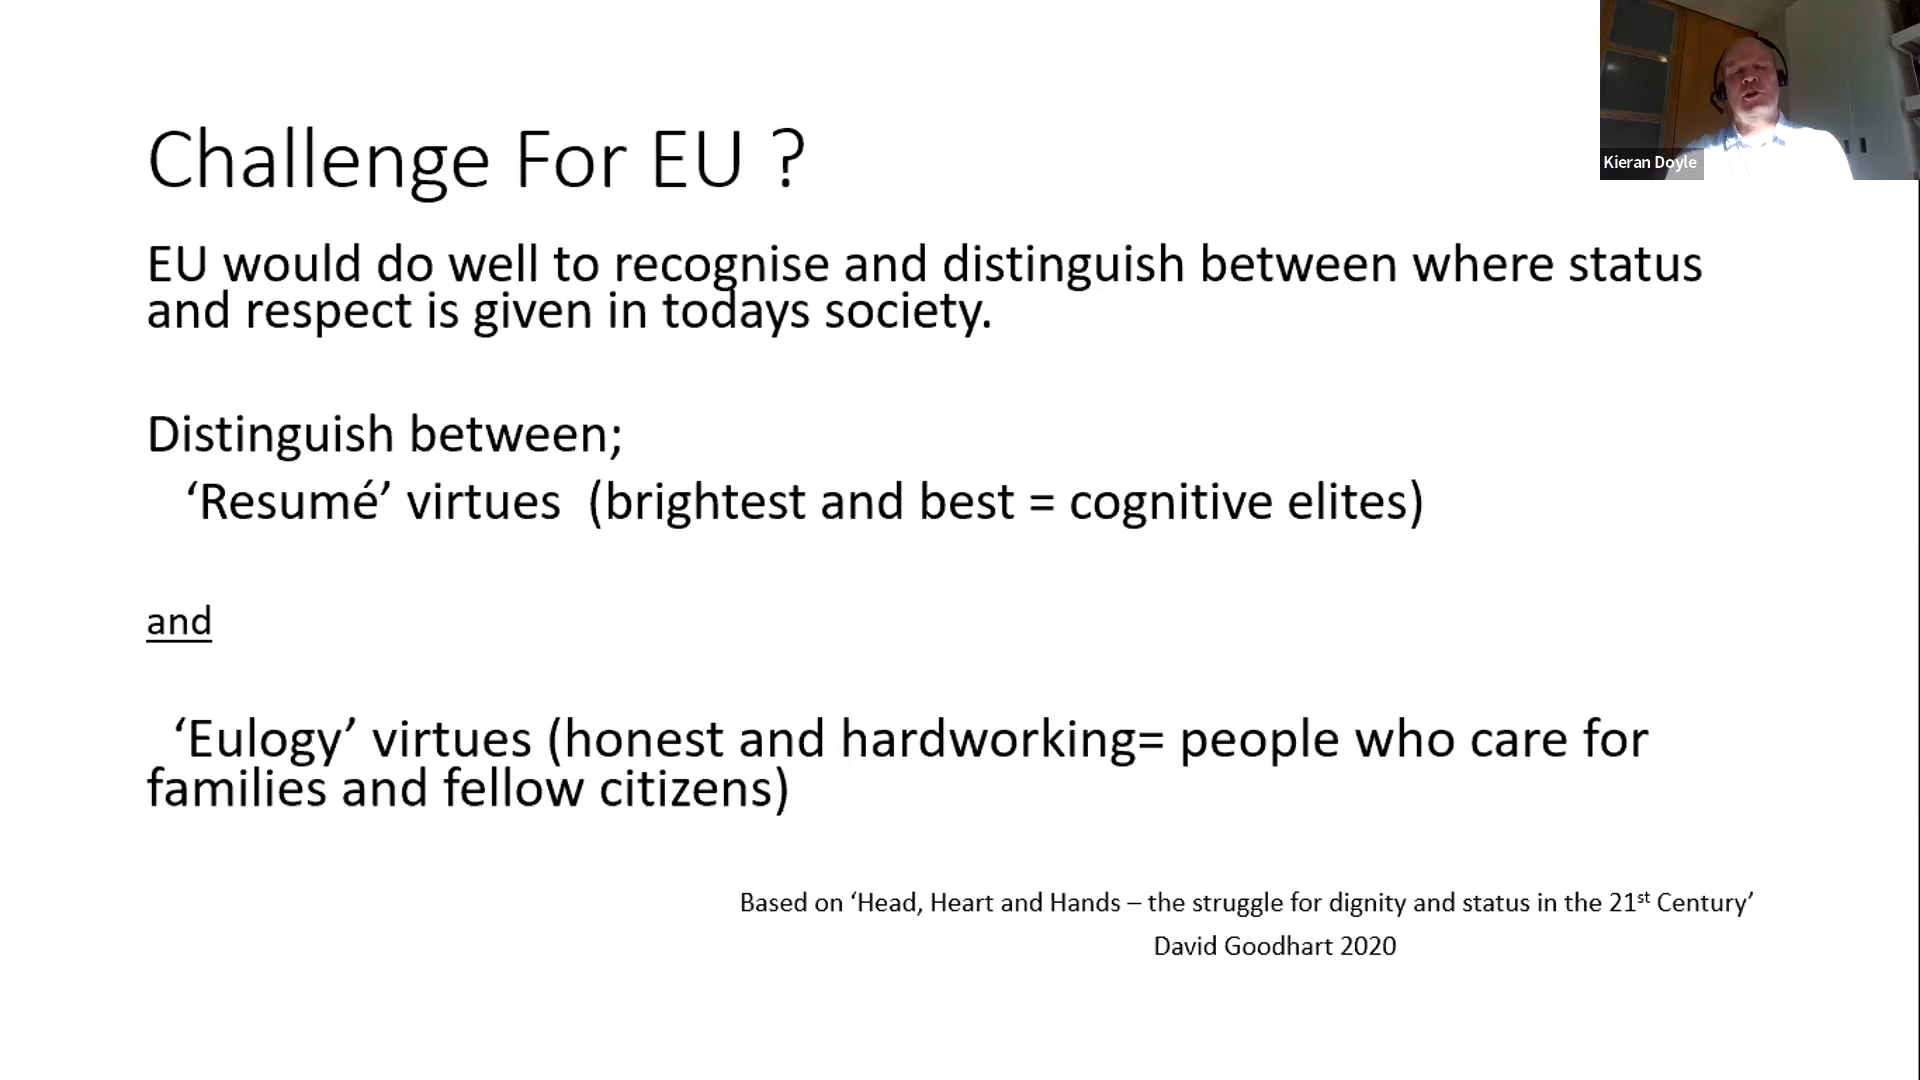 Challenge For EU ?
Kieran Doyle
EU would do well to recognise and distinguish between where status
and respect is given in todays society.
Distinguish between;
‘Resumé’ virtues  (brightest and best = cognitive elites)
and
‘Eulogy’ virtues (honest and hardworking= people who care for
families and fellow citizens)
Based on ‘Head, Heart and Hands – the struggle for dignity and status in the 21st Century’
David Goodhart 2020